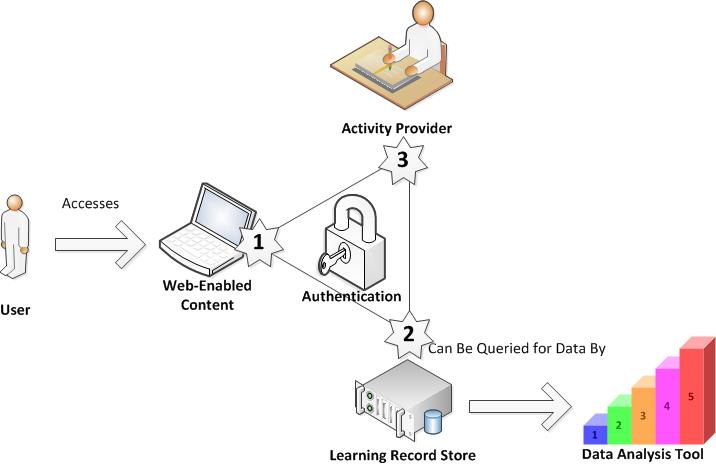 Activity Provider
3
Accesses
1
Web-Enabled
Content
Authentication
User
2
Can Be Queried for Data By
1
2
3
4
5
Learning Record Store
Data Analysis Tool